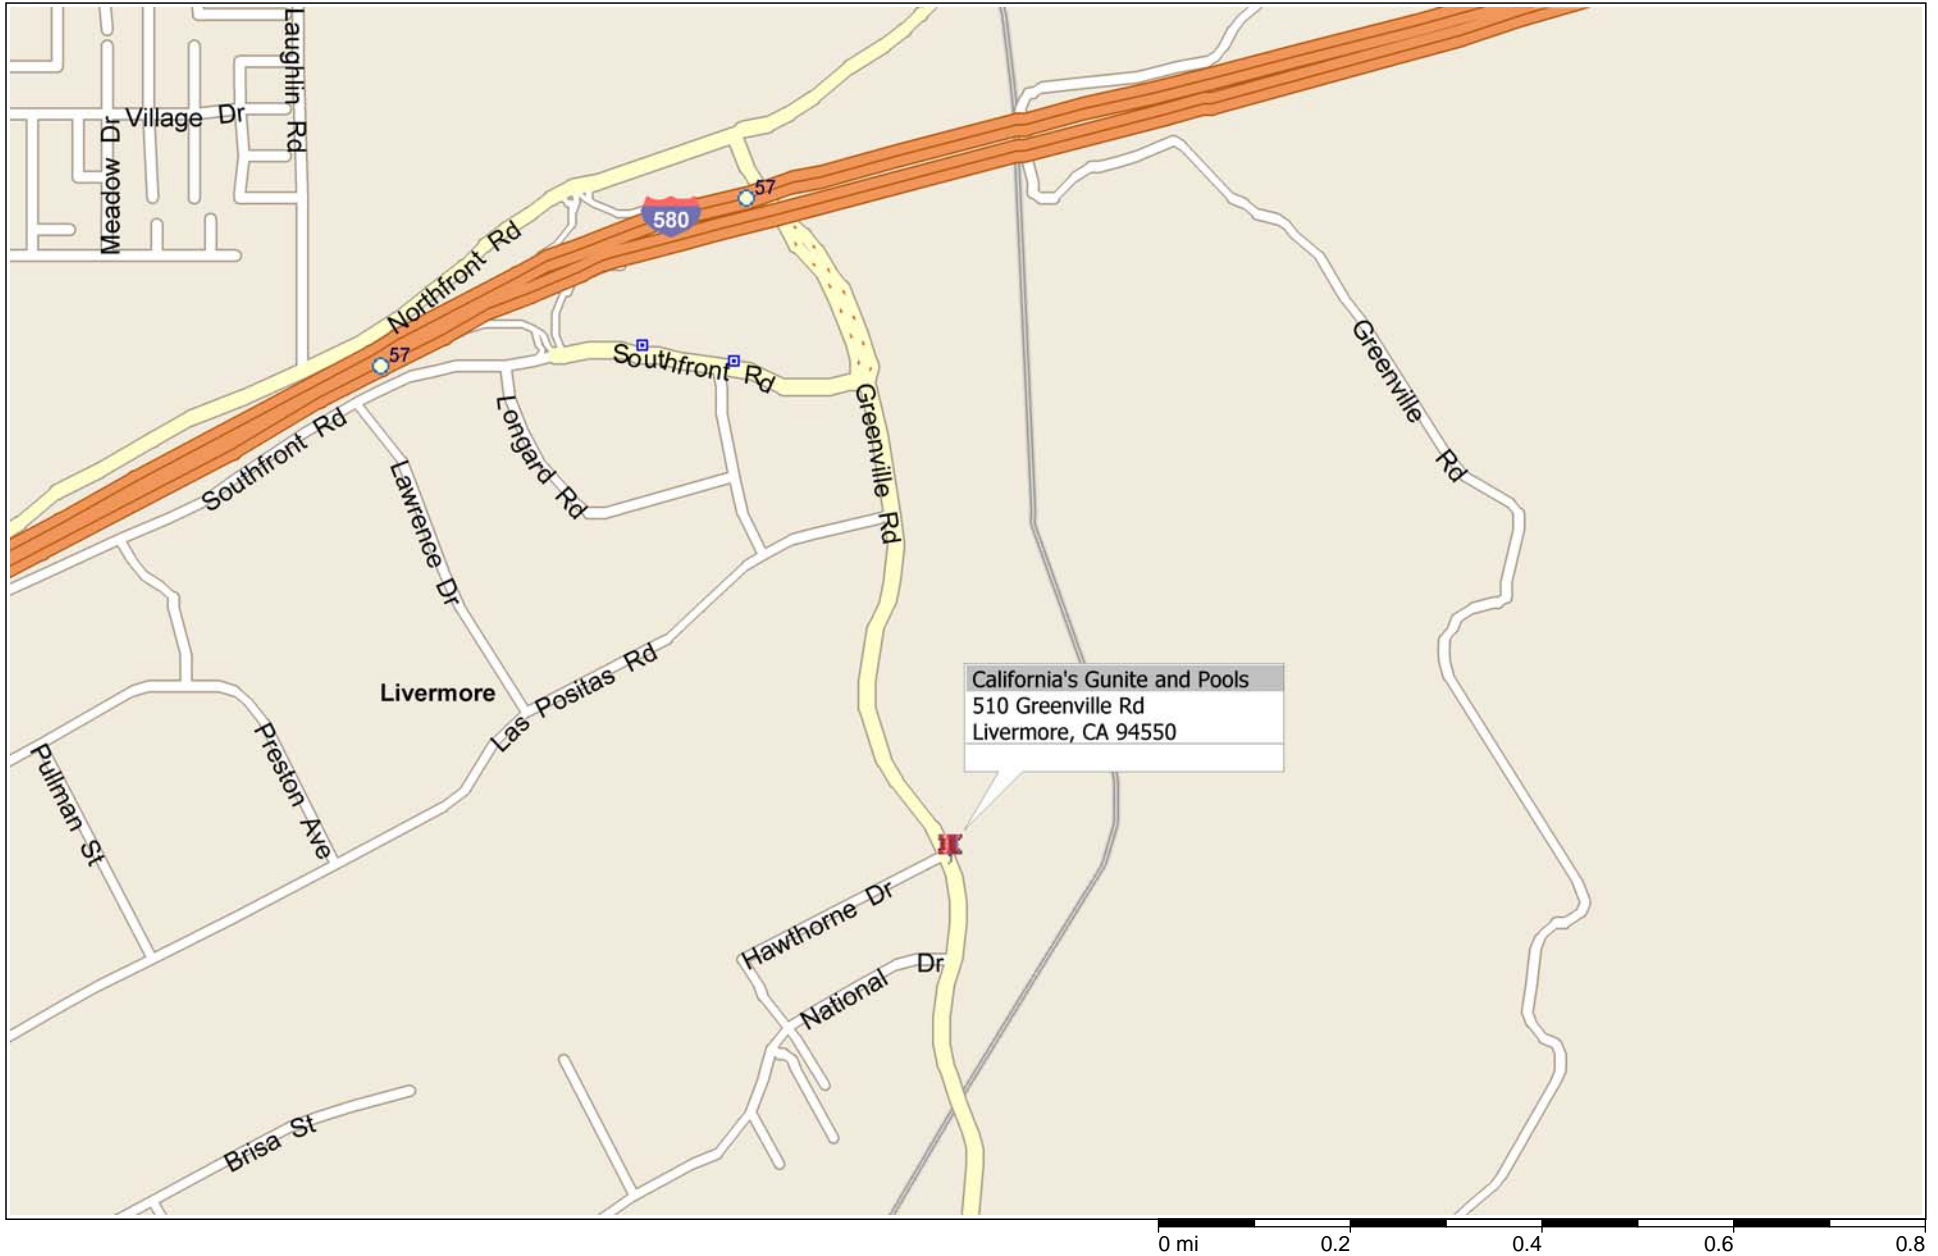 Laughlin Rd
Village Dr
Meadow Dr
57
580
Northfront Rd
57
Southfront Rd
Southfront Rd
Greenville Rd
Greenville Rd
Longard Rd
Lawrence Dr
Livermore
Las Positas Rd
California's Gunite and Pools
510 Greenville Rd
Livermore, CA 94550
Pullman St
Preston Ave
Hawthorne Dr
National Dr
Brisa St
0 mi 0.2 0.4 0.6 0.8